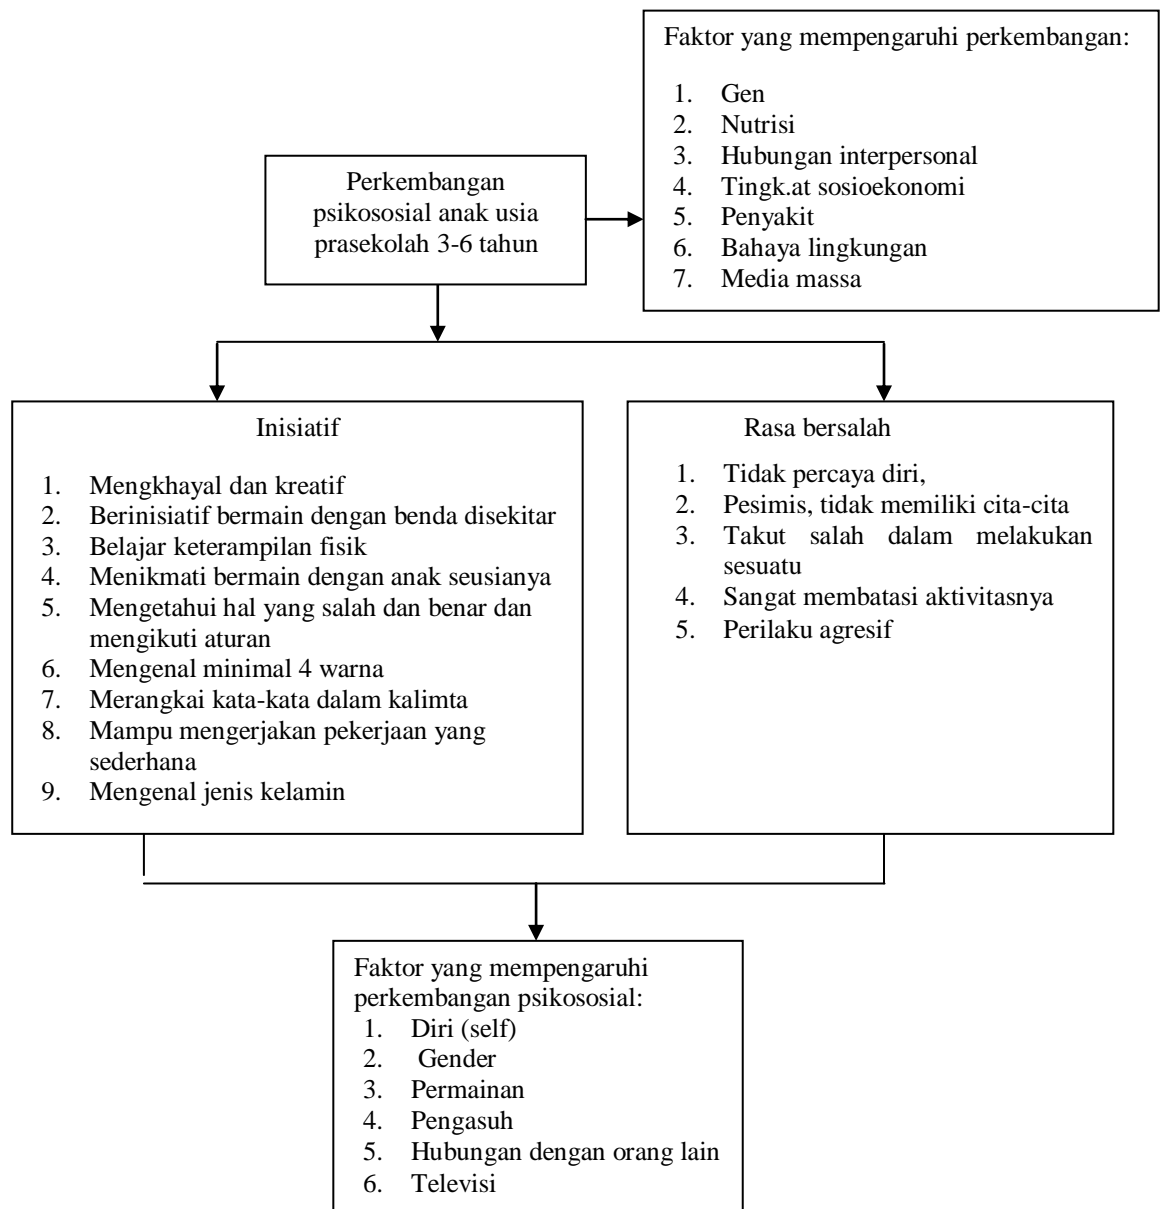 Faktor yang mempengaruhi perkembangan:
1. Gen
2. Nutrisi
3. Hubungan interpersonal
4. Tingk.at sosioekonomi
5. Penyakit
6. Bahaya lingkungan
7. Media massa
Perkembangan
psikososial anak usia
prasekolah 3-6 tahun
Inisiatif
1. Mengkhayal dan kreatif
2. Berinisiatif bermain dengan benda disekitar
3. Belajar keterampilan fisik
4. Menikmati bermain dengan anak seusianya
5. Mengetahui hal yang salah dan benar dan
mengikuti aturan
6. Mengenal minimal 4 warna
7. Merangkai kata-kata dalam kalimta
8. Mampu mengerjakan pekerjaan yang
sederhana
9. Mengenal jenis kelamin
Rasa bersalah
1. Tidak percaya diri,
2. Pesimis, tidak memiliki cita-cita
3. Takut salah dalam melakukan
sesuatu
4. Sangat membatasi aktivitasnya
5. Perilaku agresif
Faktor yang mempengaruhi
perkembangan psikososial:
1. Diri (self)
2. Gender
3. Permainan
4. Pengasuh
5. Hubungan dengan orang lain
6. Televisi